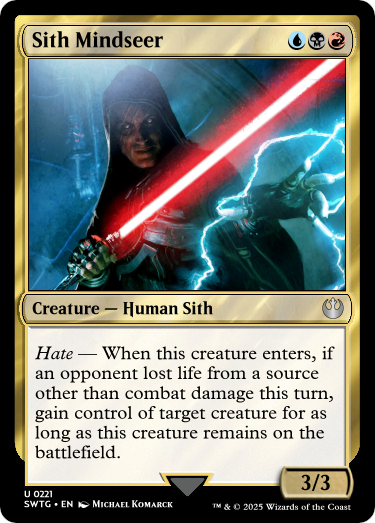 Sith Mindseer
Creature — Human Sith
Hate — When this creature enters, if
an opponent lost life from a source
other than combat damage this turn,
gain control of target creature for as
long as this creature remains on the
battlefield.
3/3
U 0221
SWTG • EN Michael Komarck
™ & © 2025 Wizards of the Coast